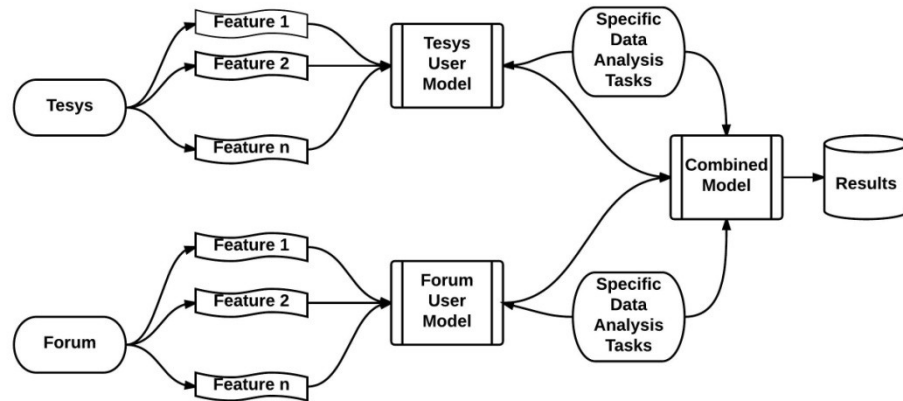 Tesys
Feature 1
Feature 2
Feature n
Tesys
User
Model
Specific
Data
Analysis
Tasks
Combined
Model
Results
Forum
Feature 1
Feature 2
Feature n
Forum
User
Model
Specific
Data
Analysis
Tasks